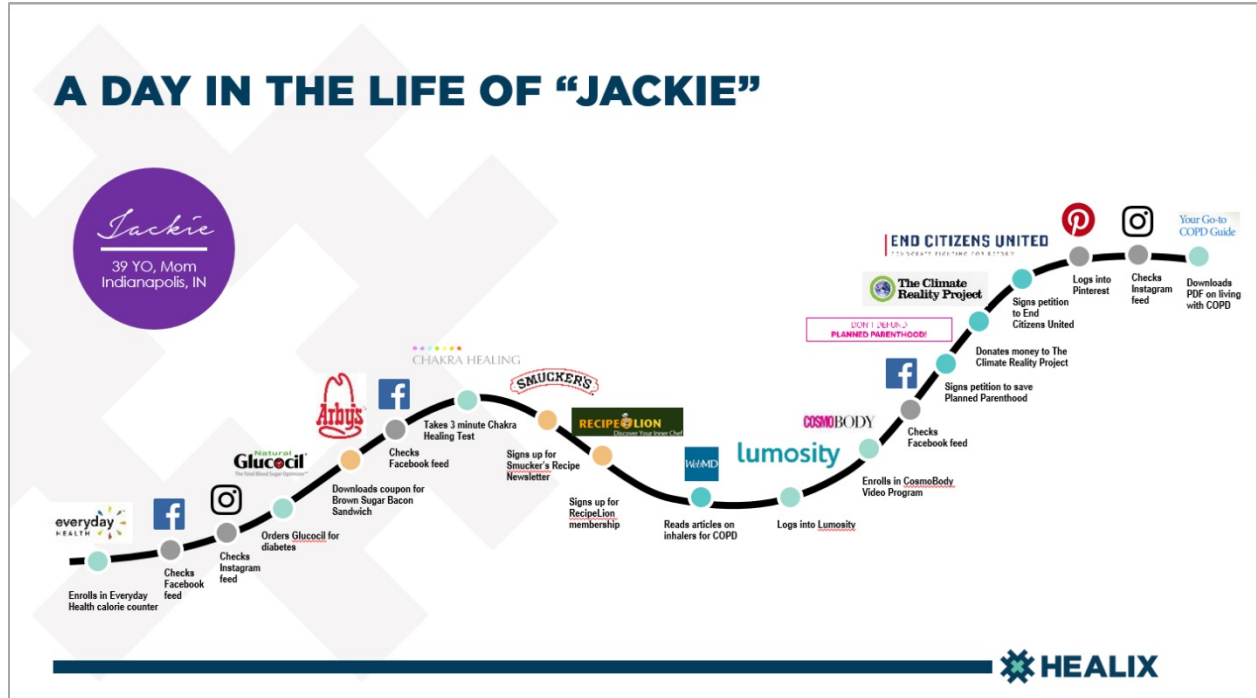 A DAY IN THE LIFE OF “JACKIE”
Jackie
39 YO, Mom
Indianapolis, IN
everyday
HEALTH
Enrolls in Everyday
Health calorie counter
Checks
Facebook
feed
Checks
Instagram
feed
Natural
Glucocil
The Total Blood Sugar Optimizer™
Orders Glucocil for
diabetes
Arby's
Downloads coupon for
Brown Sugar Bacon
Sandwich
Checks
Facebook feed
CHAKRA HEALING
Takes 3 minute Chakra
Healing Test
SMUCKER'S
Signs up for
Smucker's Recipe
Newsletter
RECIPE LION
Discover Your Inner Chef
Signs up for
RecipeLion
membership
WebMD
Reads articles on
inhalers for COPD
lumosity
Logs into Lumosity
COSMOBODY
Enrolls in CosmoBody
Video Program
Checks
Facebook feed
DON'T DEFUND
PLANNED PARENTHOOD!
Signs petition to save
Planned Parenthood
The Climate
Reality Project
Donates money to The
Climate Reality Project
END CITIZENS UNITED
Signs petition
to End
Citizens United
Logs into
Pinterest
Checks
Instagram
feed
Your Go-to
COPD Guide
Downloads
PDF on living
with COPD
HEALIX